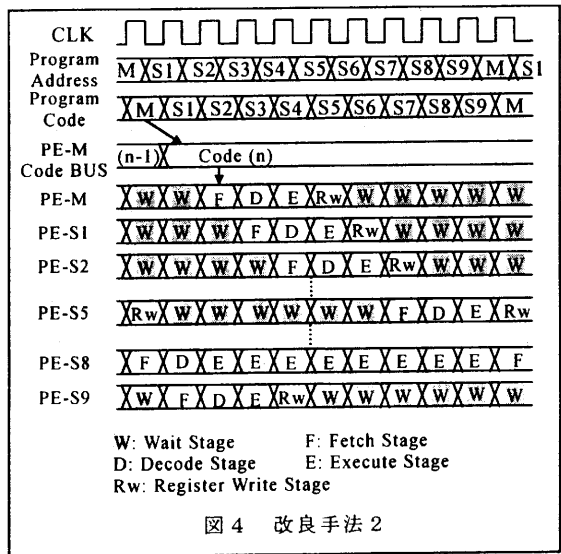 CLK
Program Address M S1 S2 S3 S4 S5 S6 S7 S8 S9 M S1
Program Code M S1 S2 S3 S4 S5 S6 S7 S8 S9 M
PE-M Code BUS (n-1) Code (n)
PE-M W W F D E Rw W W W W W
PE-S1 W W W F D E Rw W W W W
PE-S2 W W W W F D E Rw W W W
PE-S5 Rw W W W W W W F D E Rw
PE-S8 F D E E E E E E E E F
PE-S9 W F D E Rw W W W W W W
W: Wait Stage F: Fetch Stage
D: Decode Stage E: Execute Stage
Rw: Register Write Stage
図4 改良手法2